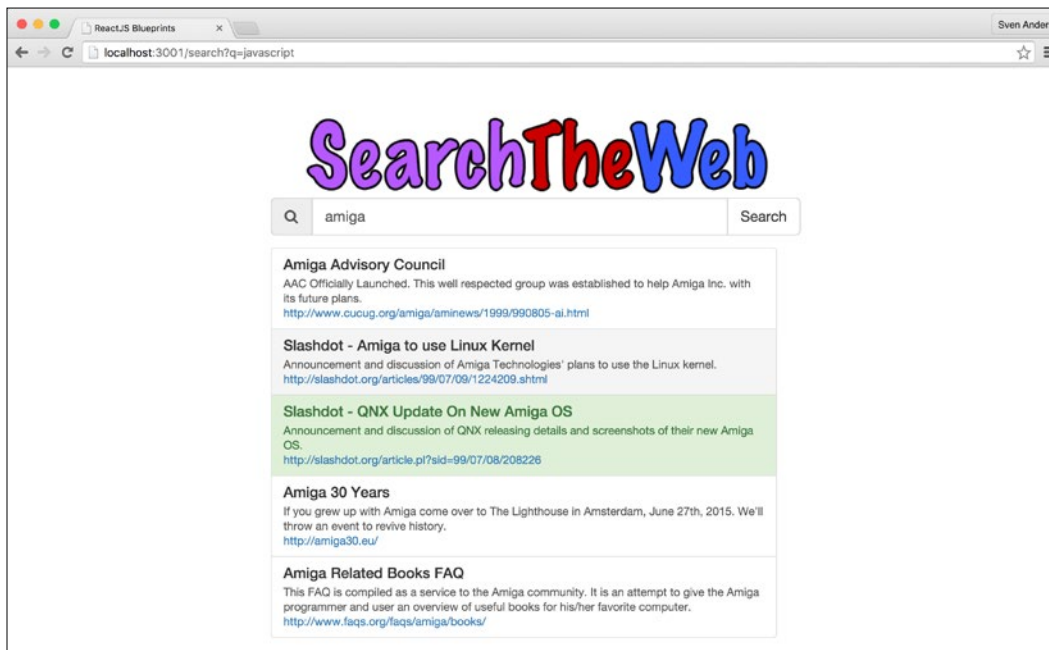 ReactJS Blueprints
Sven Ander
localhost:3001/search?q=javascript
SearchTheWeb
amiga
Search
Amiga Advisory Council
AAC Officially Launched. This well respected group was established to help Amiga Inc. with
its future plans.
http://www.cucug.org/amiga/aminews/1999/990805-ai.html
Slashdot - Amiga to use Linux Kernel
Announcement and discussion of Amiga Technologies' plans to use the Linux kernel.
http://slashdot.org/articles/99/07/09/1224209.shtml
Slashdot - QNX Update On New Amiga OS
Announcement and discussion of QNX releasing details and screenshots of their new Amiga
OS.
http://slashdot.org/article.pl?sid=99/07/08/208226
Amiga 30 Years
If you grew up with Amiga come over to The Lighthouse in Amsterdam, June 27th, 2015. We'll
throw an event to revive history.
http://amiga30.eu/
Amiga Related Books FAQ
This FAQ is compiled as a service to the Amiga community. It is an attempt to give the Amiga
programmer and user an overview of useful books for his/her favorite computer.
http://www.faqs.org/faqs/amiga/books/